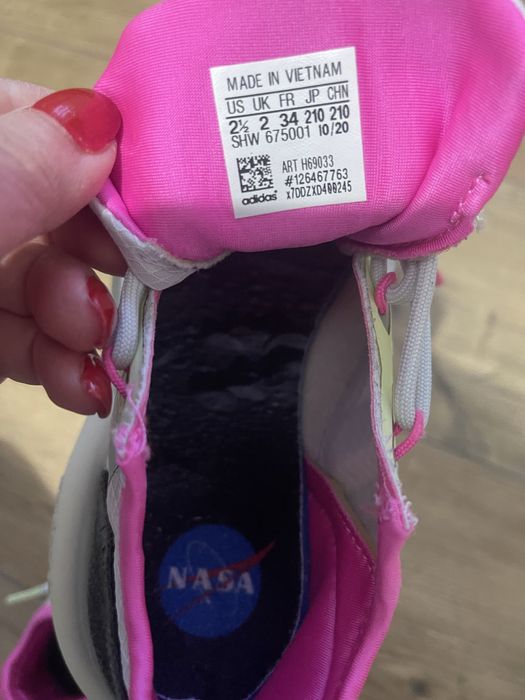 MADE IN VIETNAM
US UK FR JP CHN
2½ 2 34 210 210
SHW 675001 10/20
ART H69033
#126467763
adidas
NASA